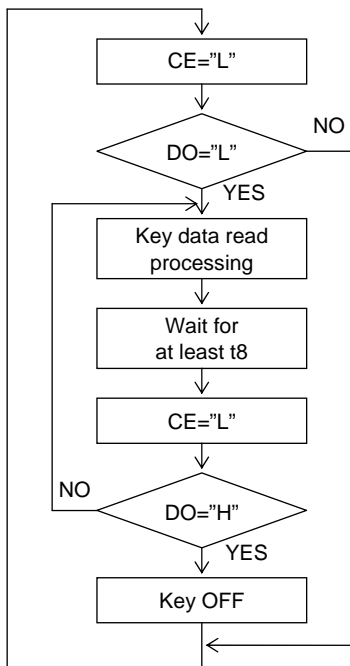 CE=”L”
DO=”L”
NO
YES
Key data read
processing
Wait for
at least t8
CE=”L”
DO=”H”
NO
YES
Key OFF